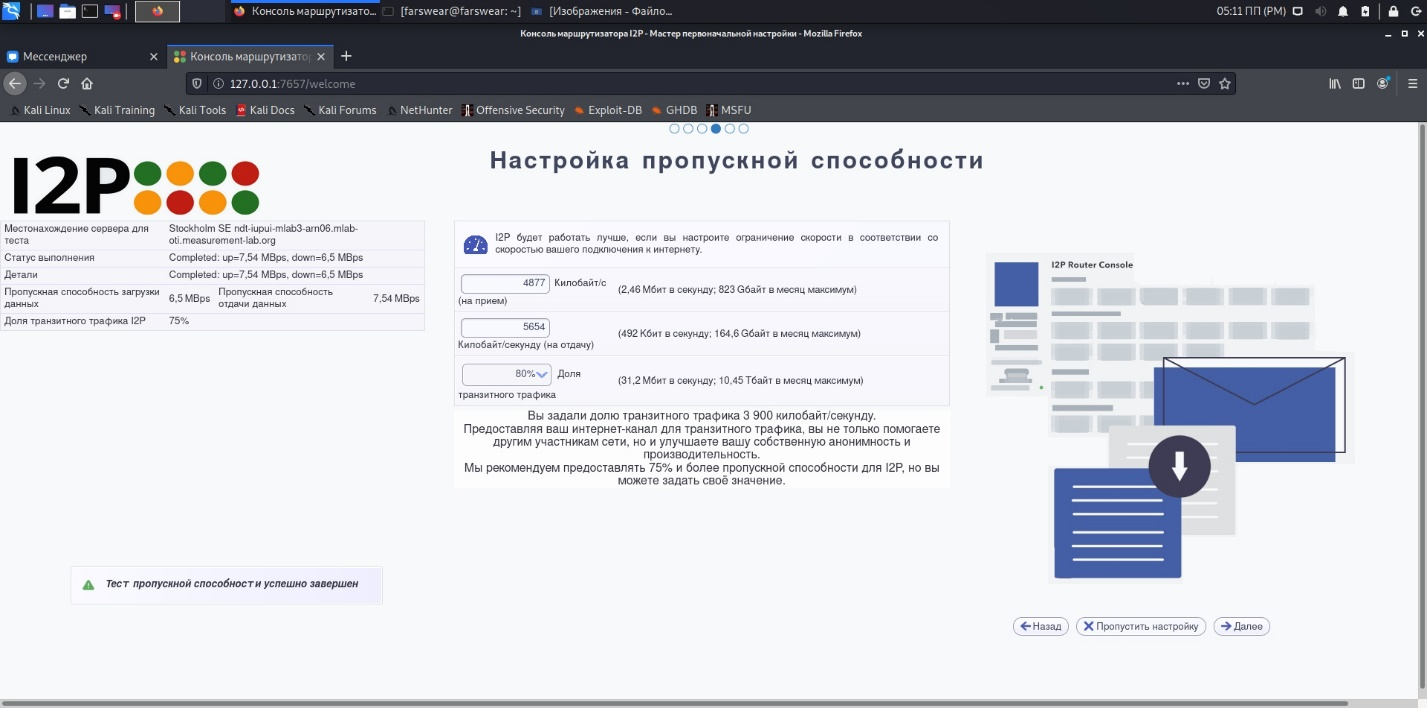 Консоль маршрутизато...
[farswear@farswear: ~]
[Изображения - Файло...
05:11 ПП (PM)
Консоль маршрутизатора I2P - Мастер первоначальной настройки - Mozilla Firefox
Мессенджер
Консоль маршрутизатор
127.0.0.1:7657/welcome
Kali Linux
Kali Training
Kali Tools
Kali Docs
Kali Forums
NetHunter
Offensive Security
Exploit-DB
GHDB
MSFU
Настройка пропускной способности
I2P
Местонахождение сервера для
теста
Stockholm SE ndt-iupui-mlab3-arn06.mlab-
oti.measurement-lab.org
Статус выполнения
Completed: up=7,54 MBps, down=6,5 MBps
Детали
Completed: up=7,54 MBps, down=6,5 MBps
Пропускная способность загрузки
данных
6,5 MBps
Пропускная способность
отдачи данных
7,54 MBps
Доля транзитного трафика I2P
75%
I2P будет работать лучше, если вы настроите ограничение скорости в соответствии со
скоростью вашего подключения к интернету.
4877 Килобайт/с
(на прием)
(2,46 Мбит в секунду; 823 Gбайт в месяц максимум)
5654
Килобайт/секунду (на отдачу)
(492 Kбит в секунду; 164,6 Gбайт в месяц максимум)
80% Доля
транзитного трафика
(31,2 Мбит в секунду; 10,45 Tбайт в месяц максимум)
Вы задали долю транзитного трафика 3 900 килобайт/секунду.
Предоставляя ваш интернет-канал для транзитного трафика, вы не только помогаете
другим участникам сети, но и улучшаете вашу собственную анонимность и
производительность.
Мы рекомендуем предоставлять 75% и более пропускной способности для I2P, но вы
можете задать своё значение.
I2P Router Console
Тест пропускной способности успешно завершен
Назад
Пропустить настройку
Далее